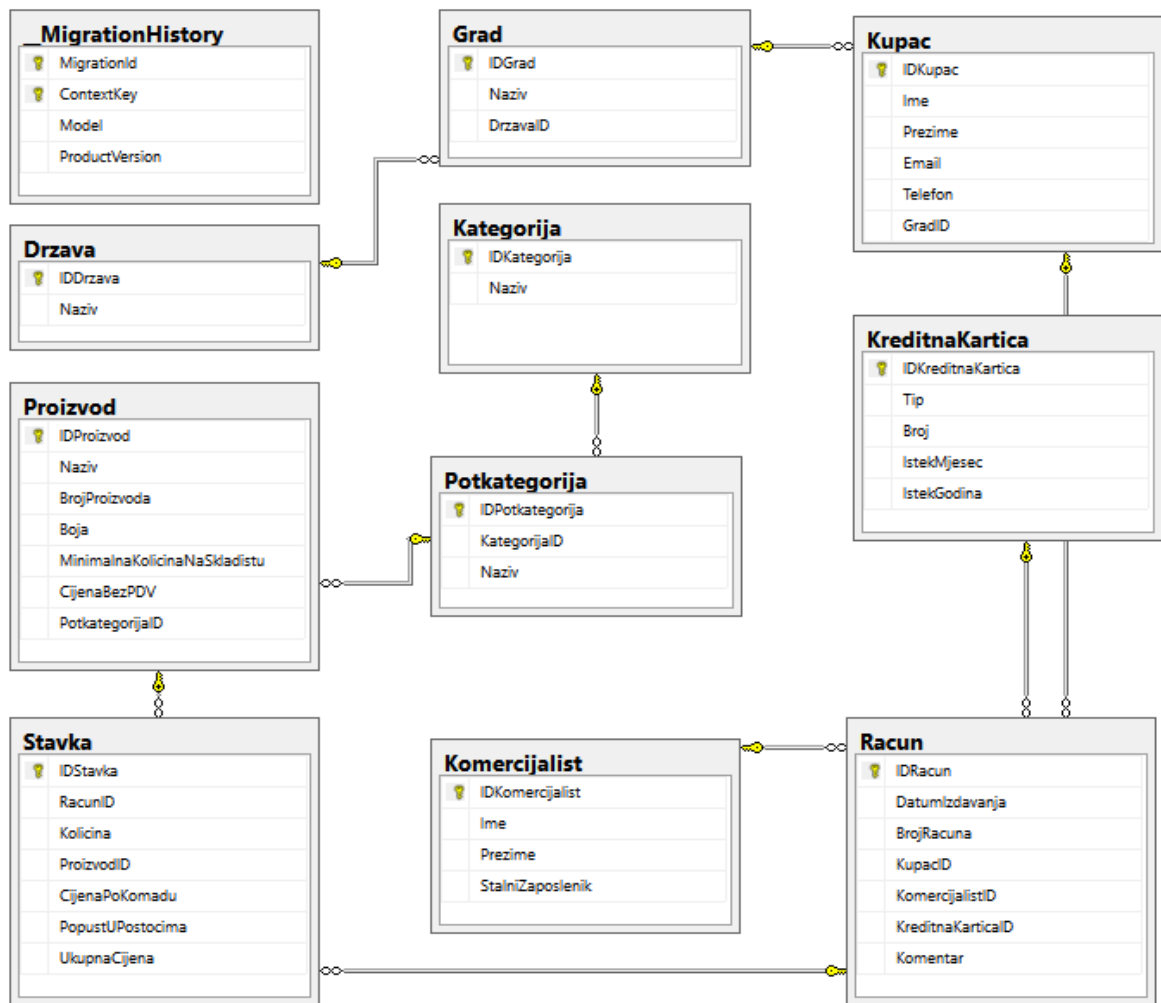 __MigrationHistory
MigrationId
ContextKey
Model
ProductVersion
Grad
IDGrad
Naziv
DrzavaID
Kupac
IDKupac
Ime
Prezime
Email
Telefon
GradID
Drzava
IDDrzava
Naziv
Kategorija
IDKategorija
Naziv
KreditnaKartica
IDKreditnaKartica
Tip
Broj
IstekMjesec
IstekGodina
Proizvod
IDProizvod
Naziv
BrojProizvoda
Boja
MinimalnaKolicinaNaSkladistu
CijenaBezPDV
PotkategorijaID
Potkategorija
IDPotkategorija
KategorijaID
Naziv
Stavka
IDStavka
RacunID
Kolicina
ProizvodID
CijenaPoKomadu
PopustUPostocima
UkupnaCijena
Komercijalist
IDKomercijalist
Ime
Prezime
StalniZaposlenik
Racun
IDRacun
DatumIzdavanja
BrojRacuna
KupacID
KomercijalistID
KreditnaKarticaID
Komentar